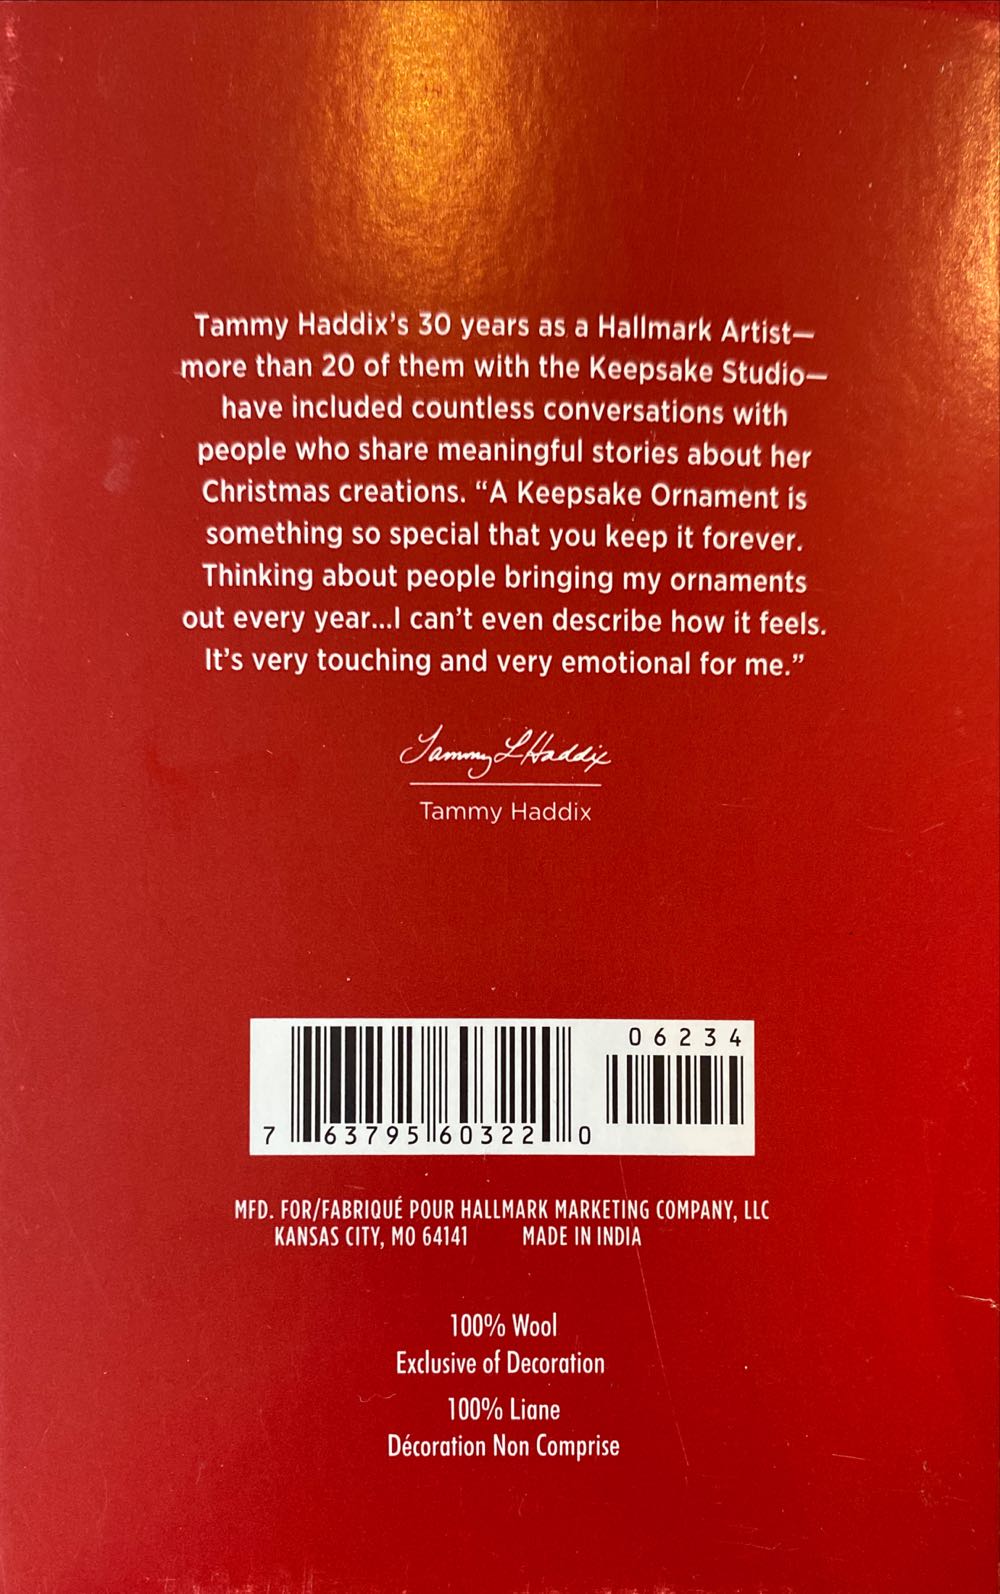 Tammy Haddix's 30 years as a Hallmark Artist—
more than 20 of them with the Keepsake Studio—
have included countless conversations with
people who share meaningful stories about her
Christmas creations. “A Keepsake Ornament is
something so special that you keep it forever.
Thinking about people bringing my ornaments
out every year...I can't even describe how it feels.
It's very touching and very emotional for me.”
Tammy L Haddix
Tammy Haddix
06234
7 63795 60322 0
MFD. FOR/FABRIQUÉ POUR HALLMARK MARKETING COMPANY, LLC
KANSAS CITY, MO 64141 MADE IN INDIA
100% Wool
Exclusive of Decoration
100% Liane
Décoration Non Comprise